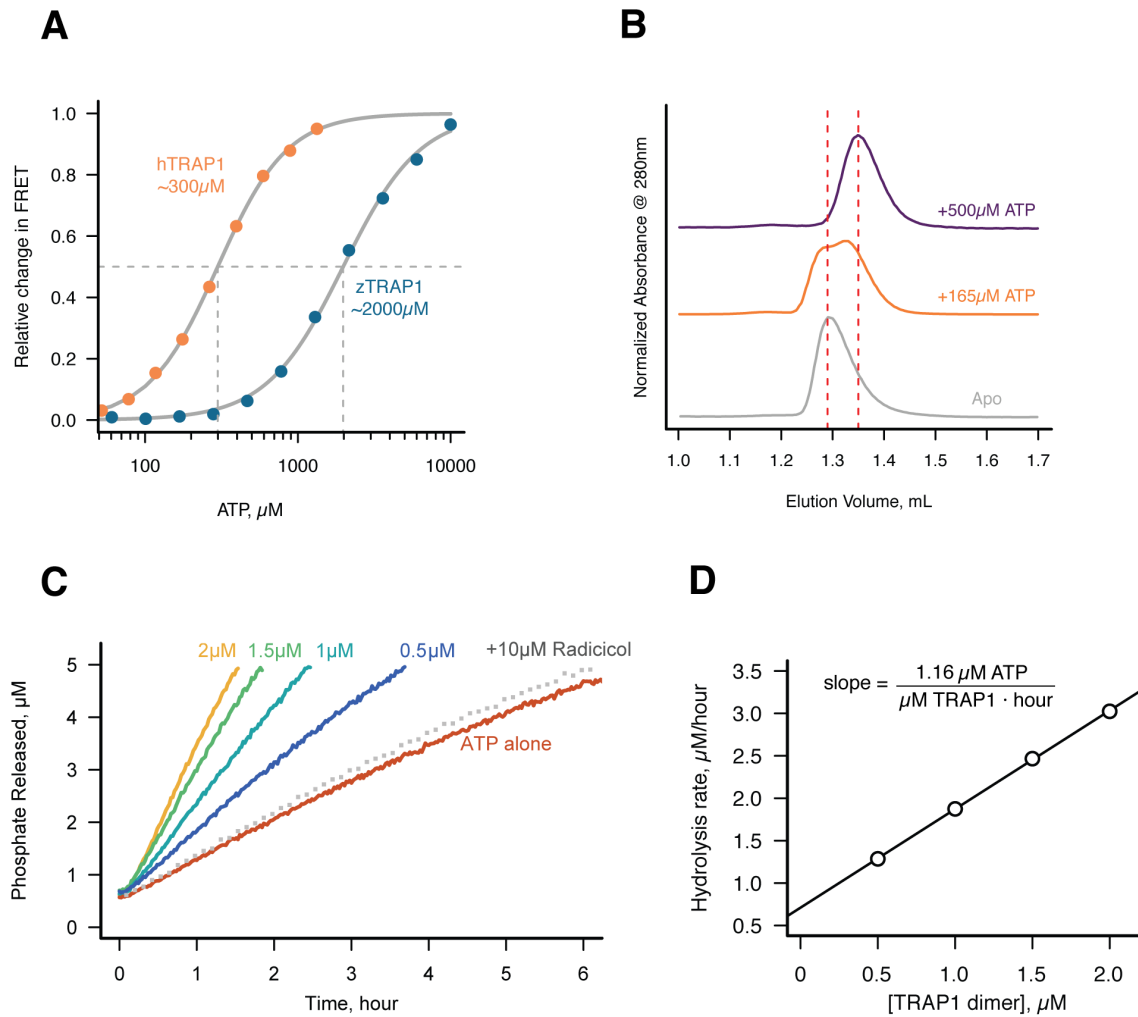 A
Relative change in FRET
1.0
0.8
0.6
0.4
0.2
0.0
hTRAP1
~300µM
zTRAP1
~2000µM
100
1000
10000
ATP, µM
B
Normalized Absorbance @ 280nm
+500µM ATP
+165µM ATP
Apo
1.0
1.1
1.2
1.3
1.4
1.5
1.6
1.7
Elution Volume, mL
C
Phosphate Released, µM
5
4
3
2
1
0
2µM
1.5µM
1µM
0.5µM
+10µM Radicicol
ATP alone
0
1
2
3
4
5
6
Time, hour
D
Hydrolysis rate, µM/hour
3.5
3.0
2.5
2.0
1.5
1.0
0.5
slope = 1.16 µM ATP
µM TRAP1 · hour
0
0.5
1.0
1.5
2.0
[TRAP1 dimer], µM